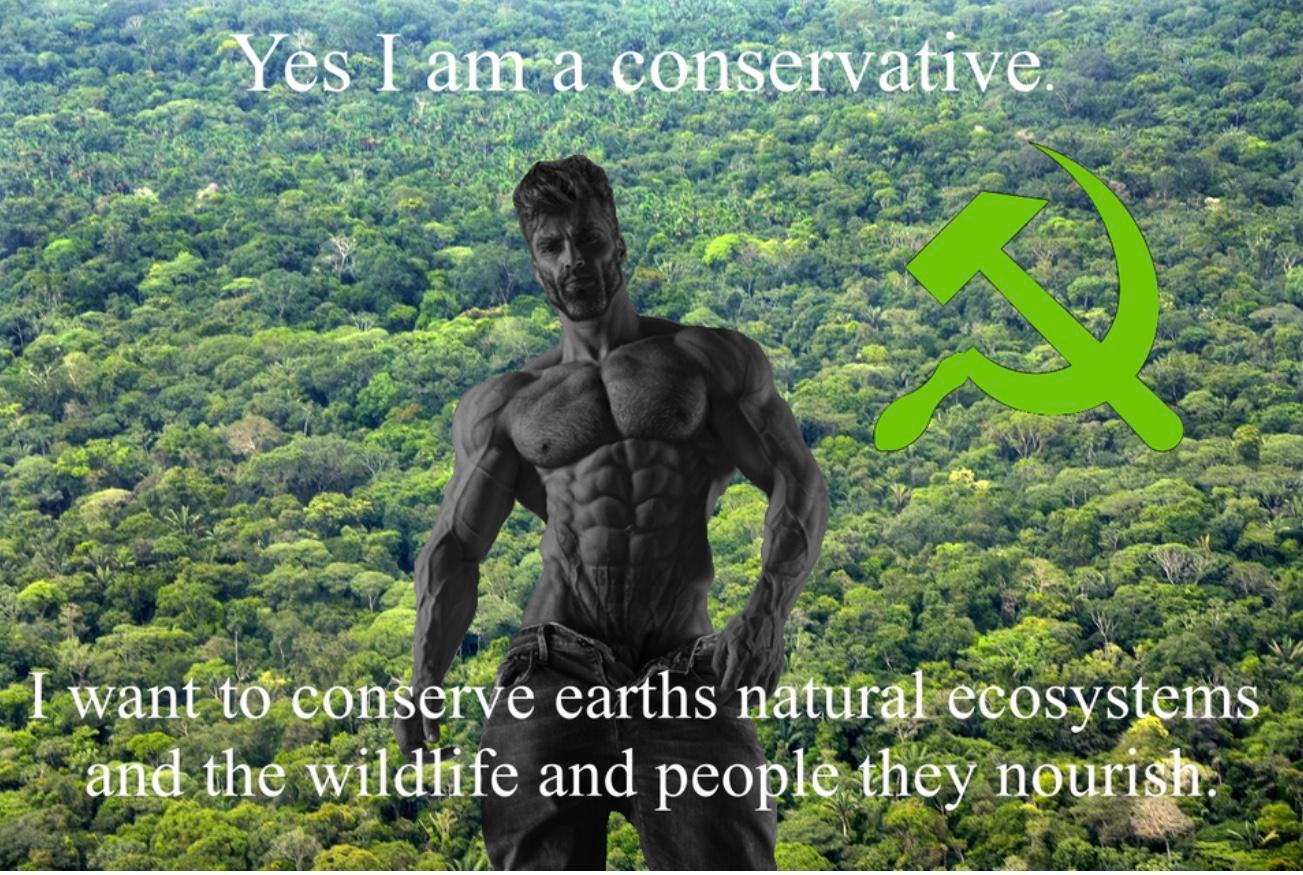 Yes I am a conservative.
I want to conserve earths natural ecosystems
and the wildlife and people they nourish.